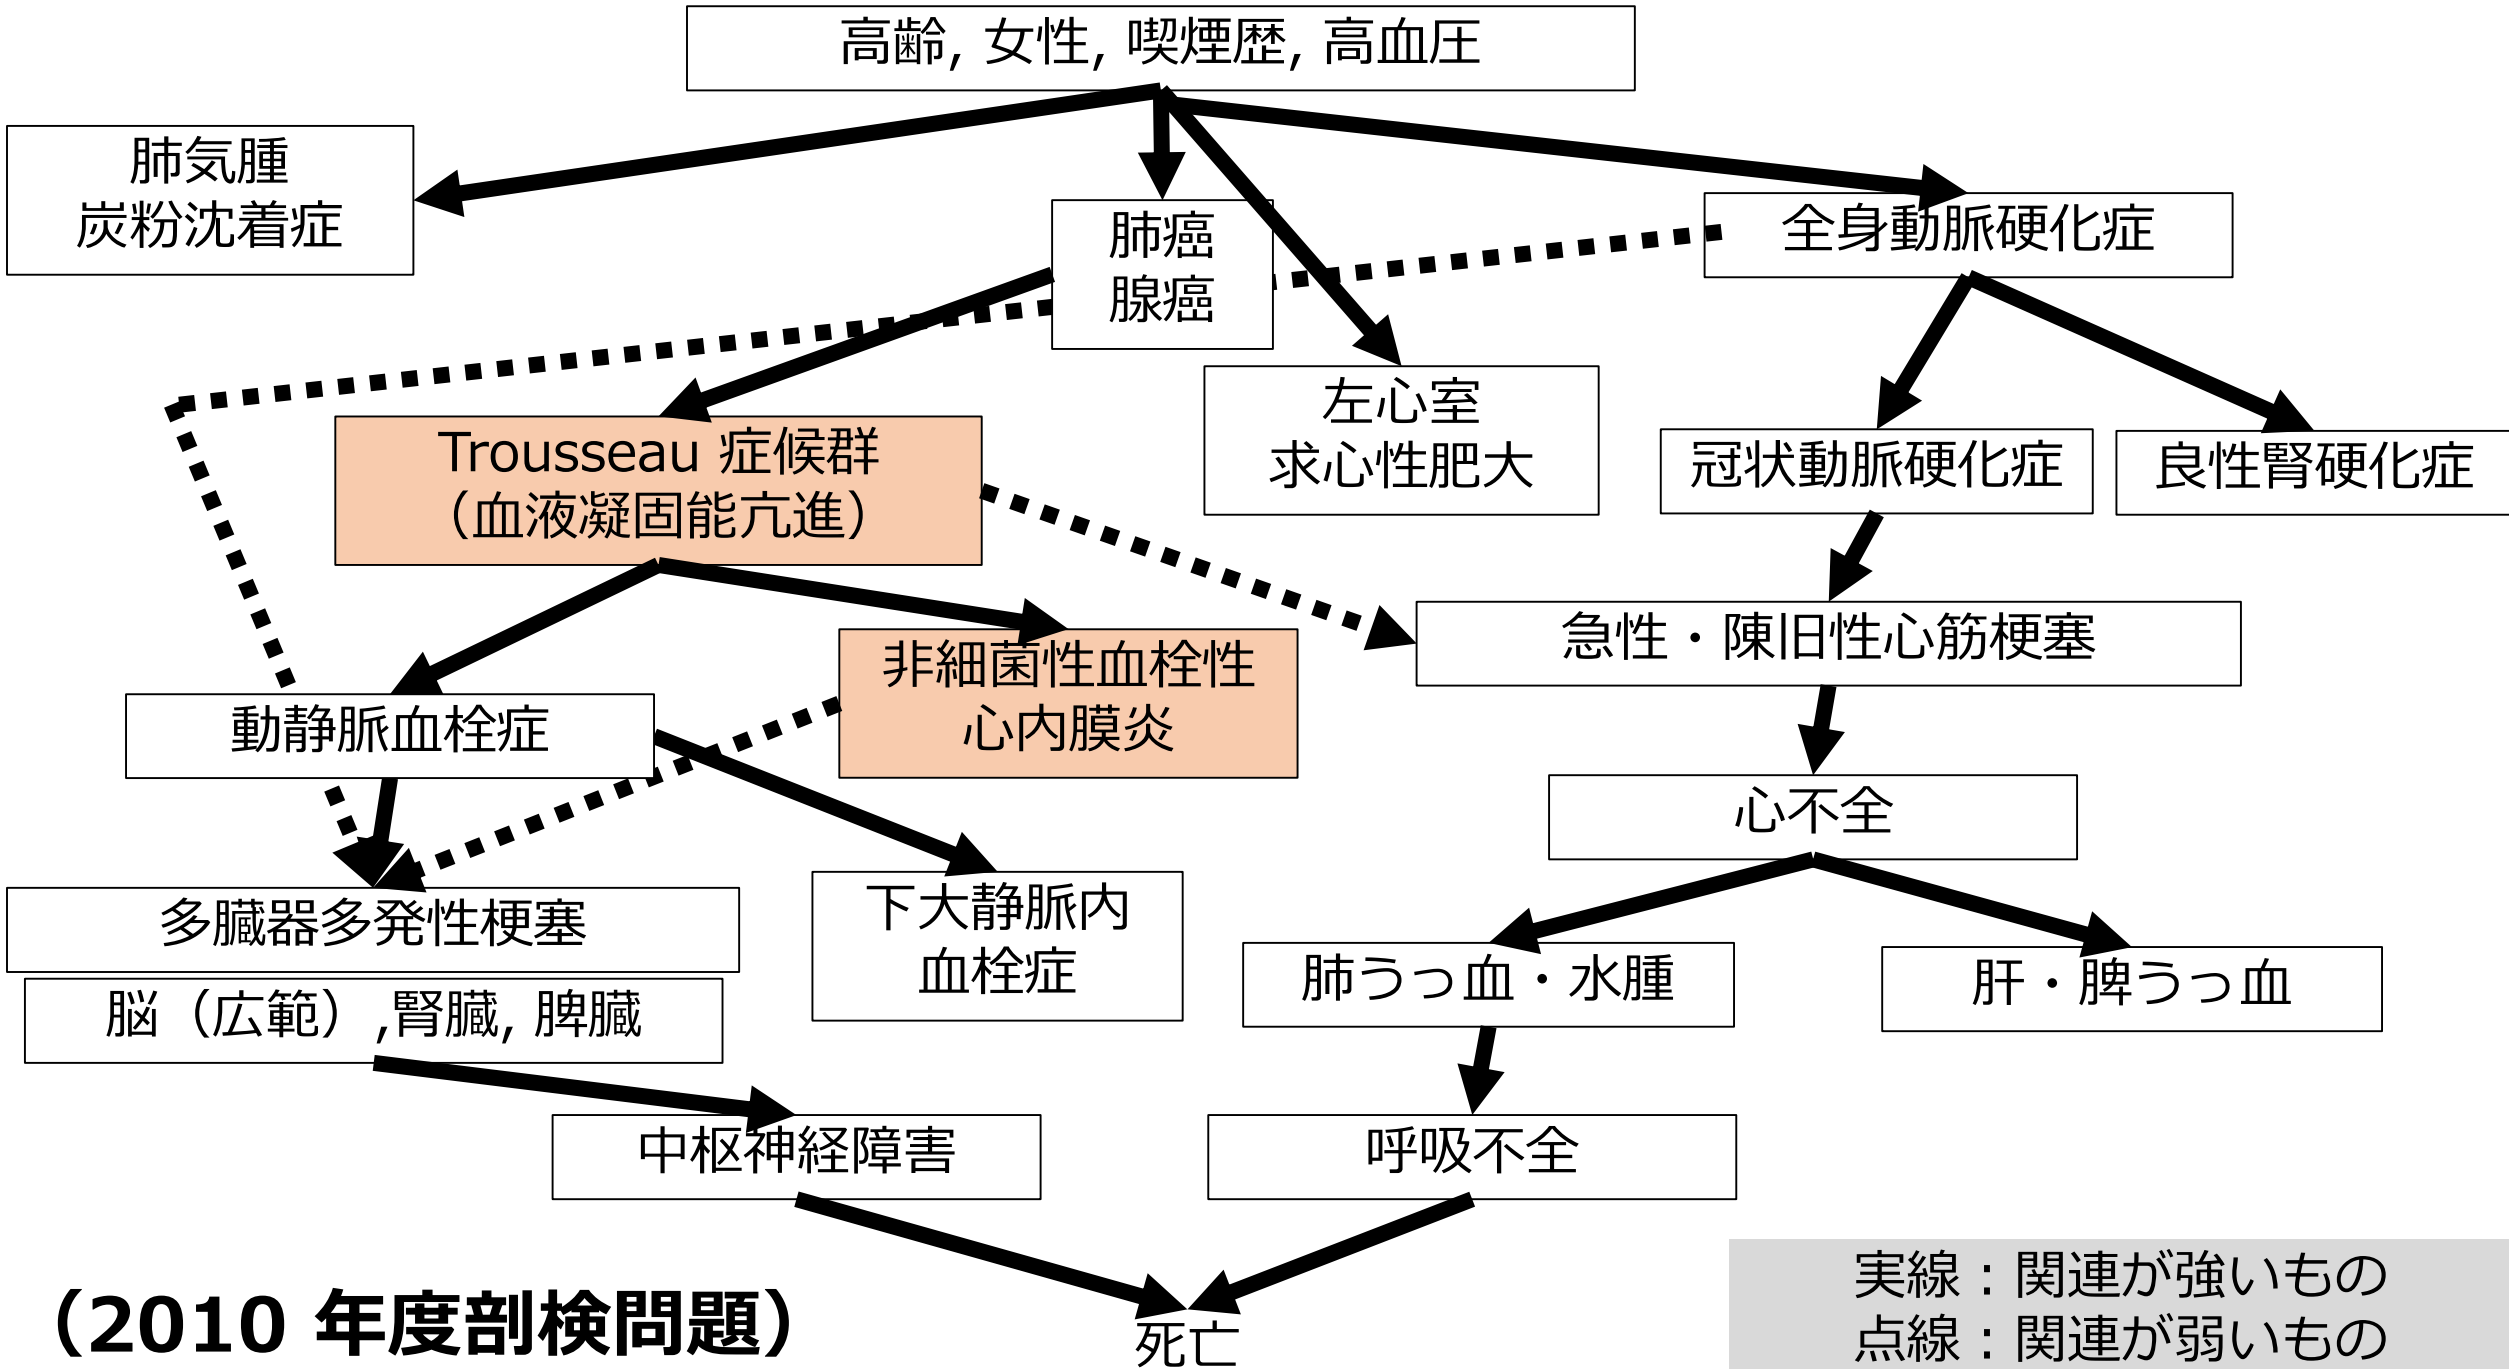 高齢, 女性, 喫煙歴, 高血圧
肺気腫
炭粉沈着症
肺癌
腺癌
全身動脈硬化症
左心室
求心性肥大
Trousseau 症候群
（血液凝固能亢進）
冠状動脈硬化症
良性腎硬化症
急性・陳旧性心筋梗塞
非細菌性血栓性
心内膜炎
動静脈血栓症
心不全
多臓器多発性梗塞
脳（広範）,腎臓, 脾臓
下大静脈内
血栓症
肺うっ血・水腫
肝・脾うっ血
中枢神経障害
呼吸不全
死亡
（2010 年度剖検問題）
実線：関連が強いもの
点線：関連が弱いもの